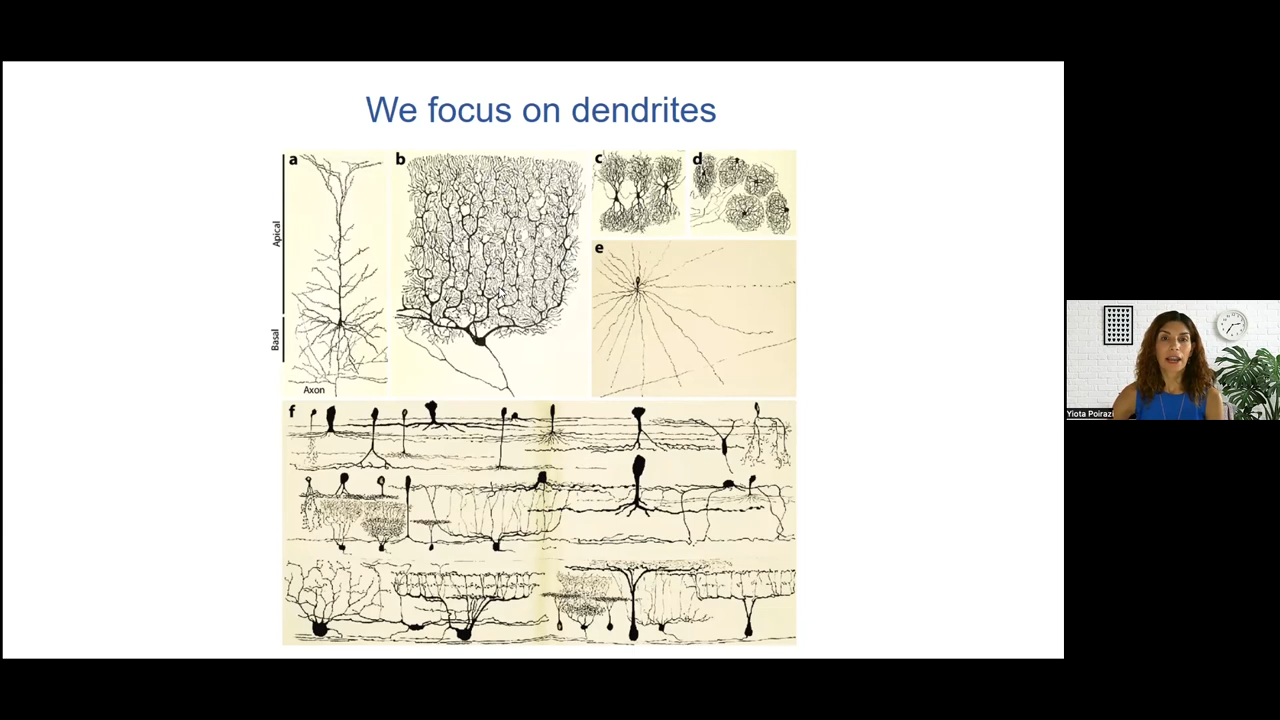 We focus on dendrites
a
b
c
d
Apical
e
Basal
Axon
f
Yiota Poirazi